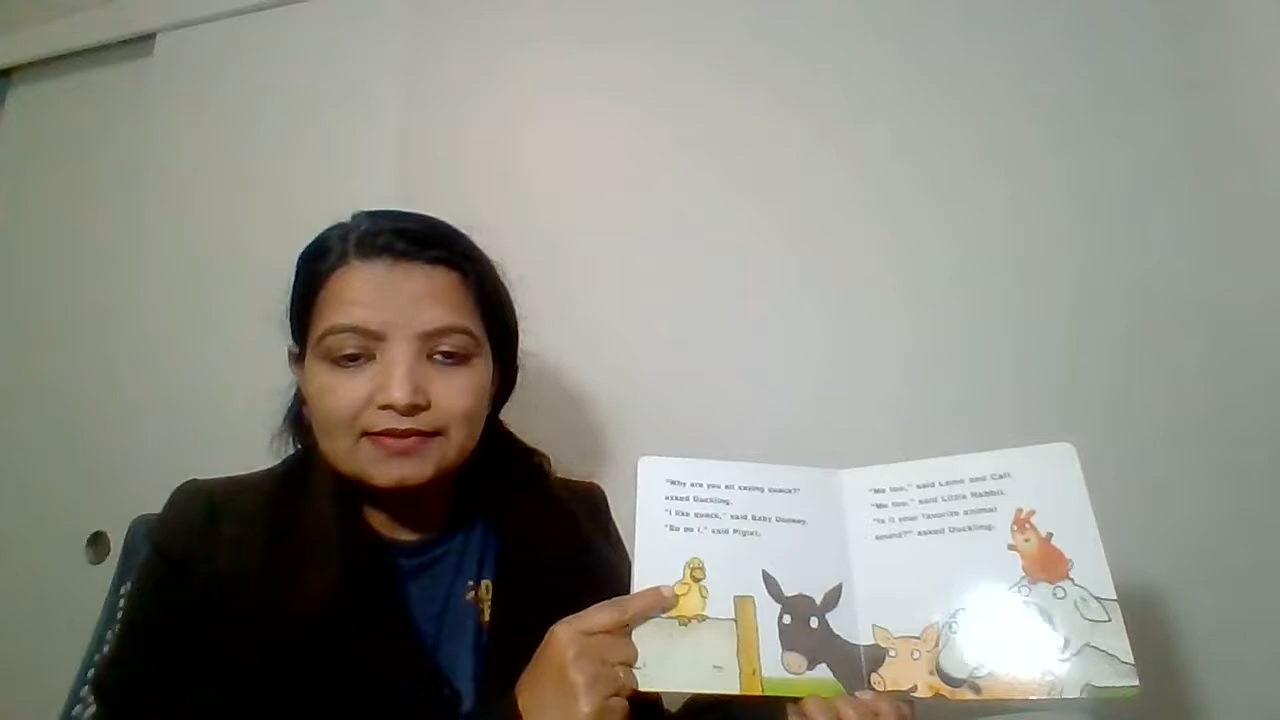 "Why are you all saying quack?"
asked Duckling.
"I like quack," said Baby Donkey.
"So do I," said Piglet.
"Me too," said Lamb and Calf.
"Me too," said Little Rabbit.
"Is it your favorite animal
sound?" asked Duckling.